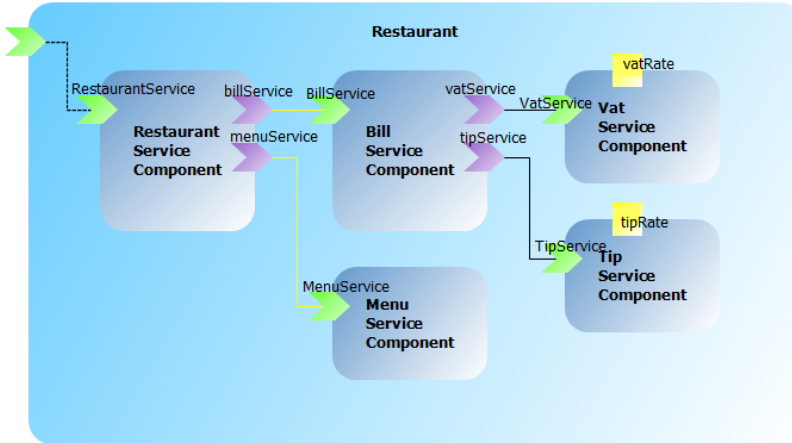 Restaurant
RestaurantService
billService
BillService
vatService
VatService
vatRate
menuService
tipService
Restaurant
Service
Component
Bill
Service
Component
Vat
Service
Component
tipRate
TipService
Tip
Service
Component
MenuService
Menu
Service
Component